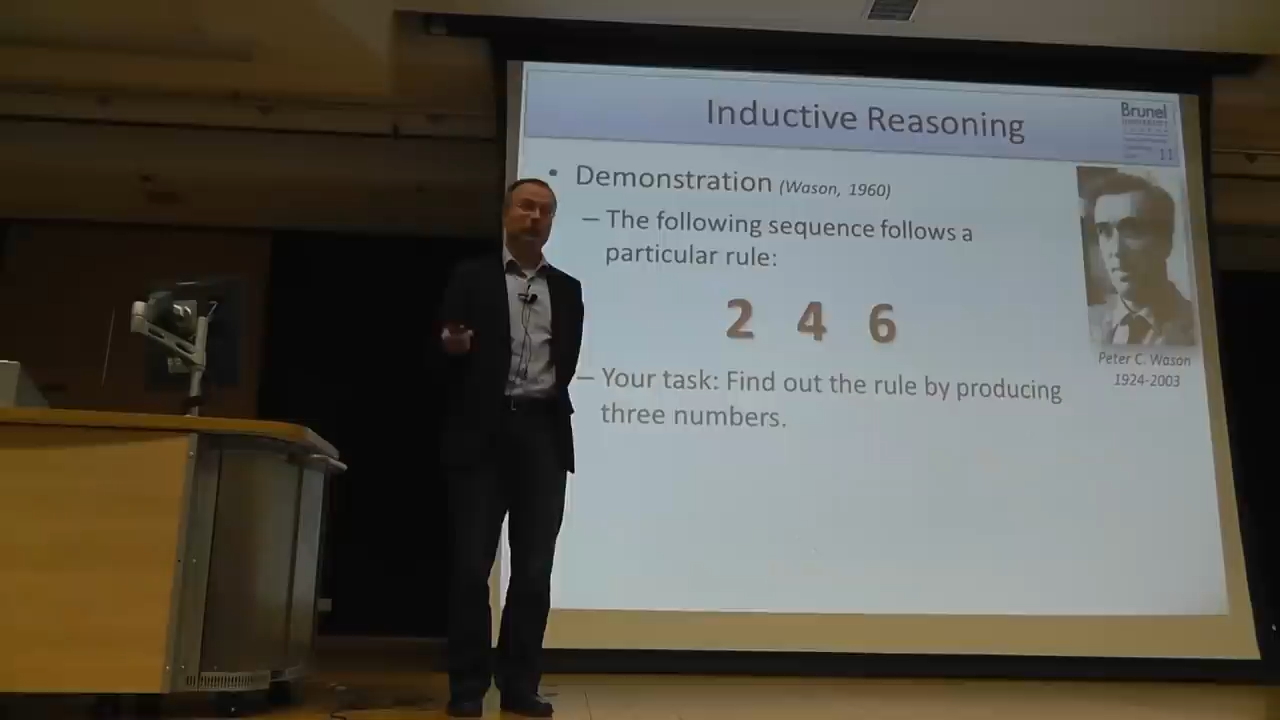 Inductive Reasoning
Brunel
11
• Demonstration (Wason, 1960)
– The following sequence follows a
particular rule:
2 4 6
Peter C. Wason
1924-2003
– Your task: Find out the rule by producing
three numbers.